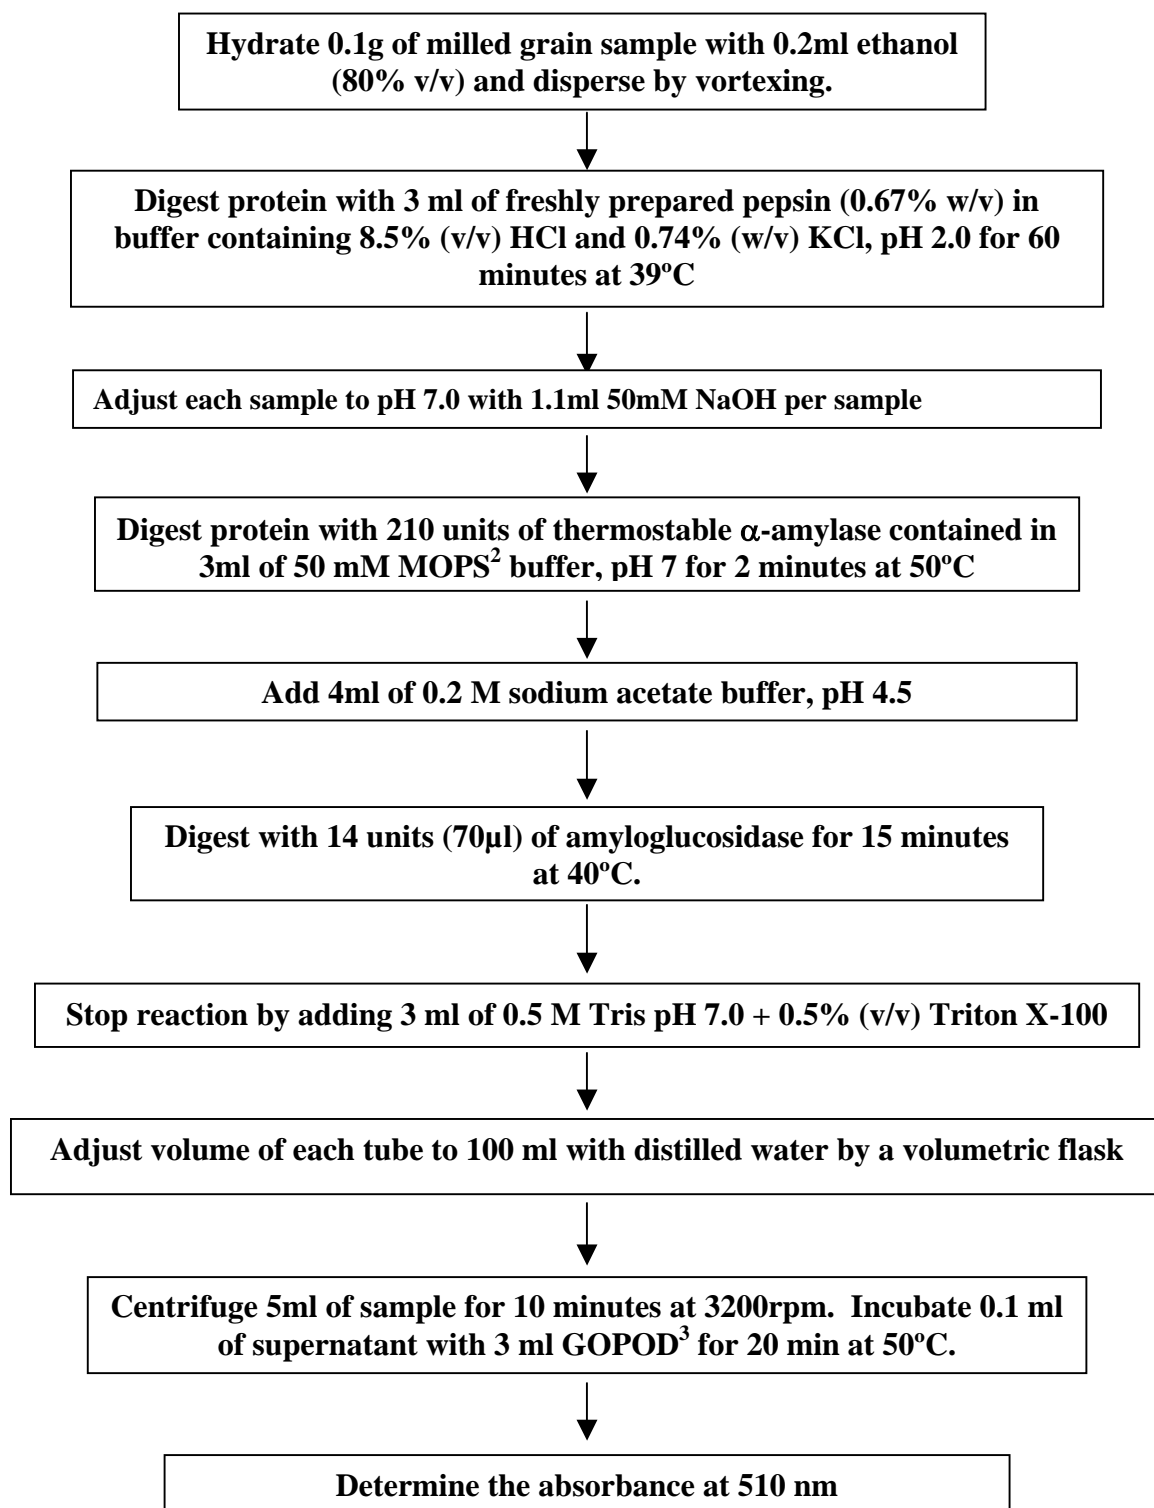 Hydrate 0.1g of milled grain sample with 0.2ml ethanol
(80% v/v) and disperse by vortexing.
Digest protein with 3 ml of freshly prepared pepsin (0.67% w/v) in
buffer containing 8.5% (v/v) HCl and 0.74% (w/v) KCl, pH 2.0 for 60
minutes at 39ºC
Adjust each sample to pH 7.0 with 1.1ml 50mM NaOH per sample
Digest protein with 210 units of thermostable α-amylase contained in
3ml of 50 mM MOPS² buffer, pH 7 for 2 minutes at 50ºC
Add 4ml of 0.2 M sodium acetate buffer, pH 4.5
Digest with 14 units (70µl) of amyloglucosidase for 15 minutes
at 40ºC.
Stop reaction by adding 3 ml of 0.5 M Tris pH 7.0 + 0.5% (v/v) Triton X-100
Adjust volume of each tube to 100 ml with distilled water by a volumetric flask
Centrifuge 5ml of sample for 10 minutes at 3200rpm.  Incubate 0.1 ml
of supernatant with 3 ml GOPOD³ for 20 min at 50ºC.
Determine the absorbance at 510 nm